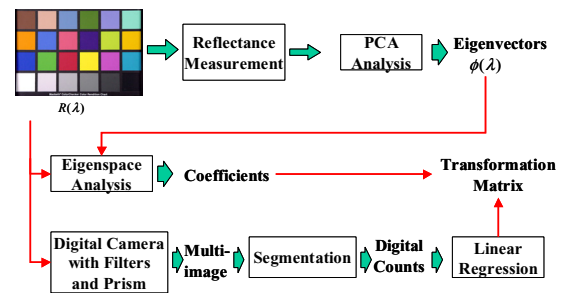 Reflectance
Measurement
PCA
Analysis
Eigenvectors
ϕ(λ)
R(λ)
Eigenspace
Analysis
Coefficients
Transformation
Matrix
Digital Camera
with Filters
and Prism
Multi-
image
Segmentation
Digital
Counts
Linear
Regression